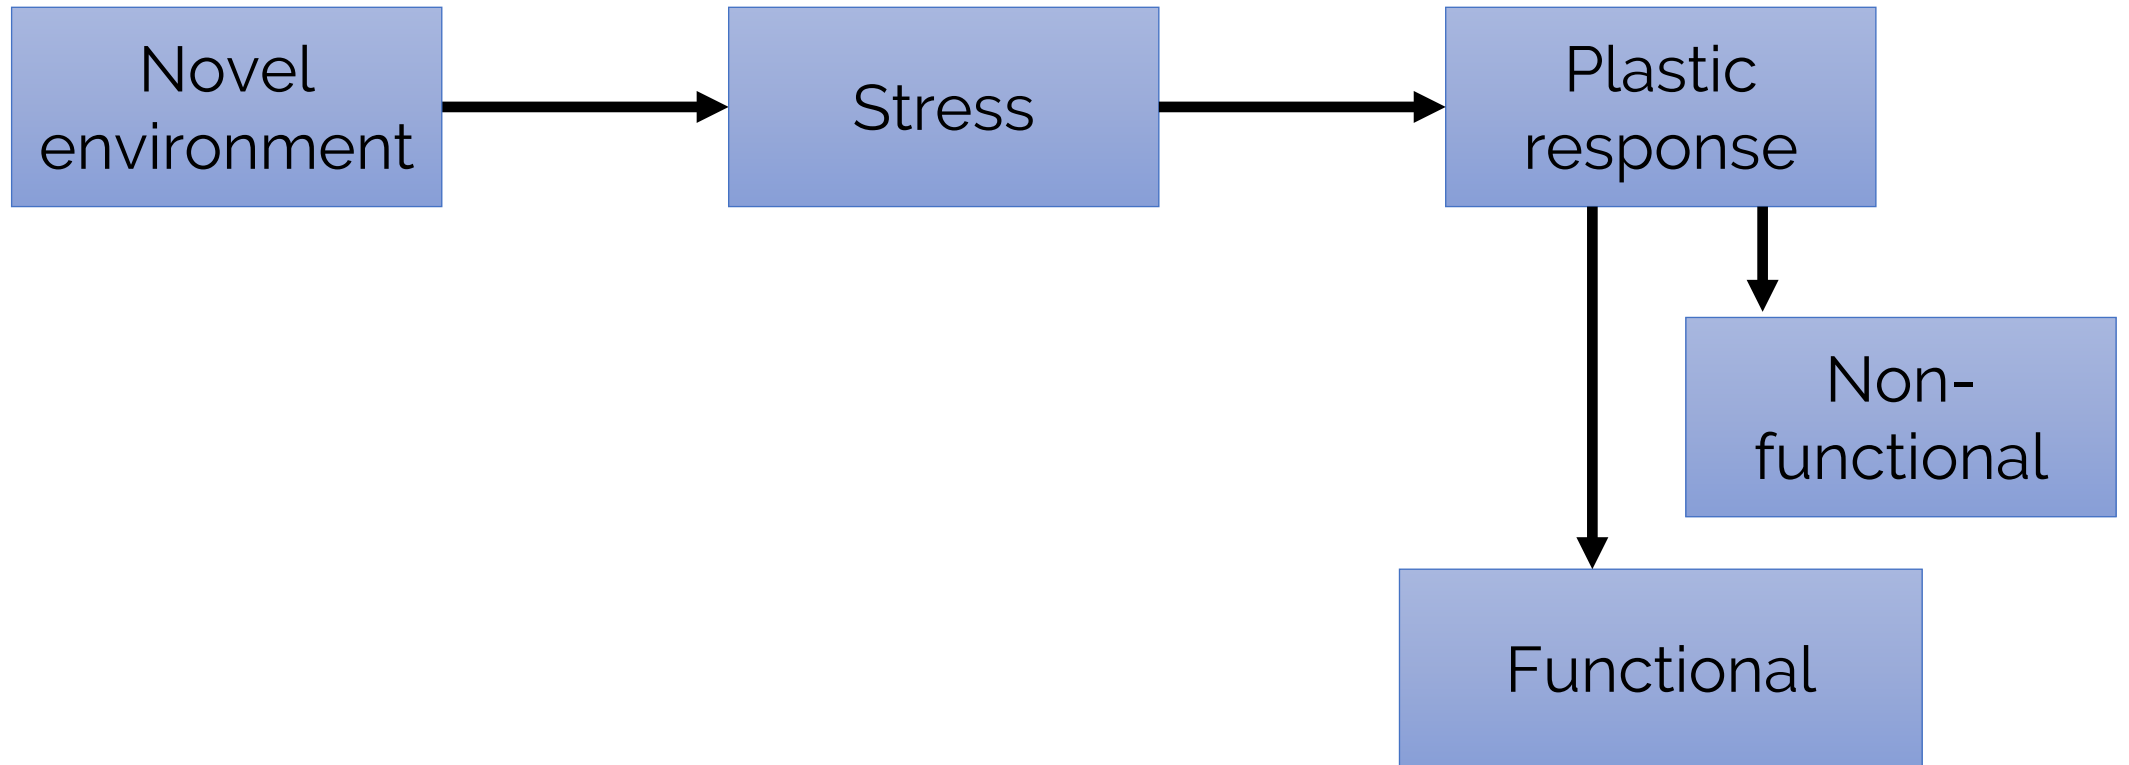 Novel
environment
Stress
Plastic
response
Non-
functional
Functional